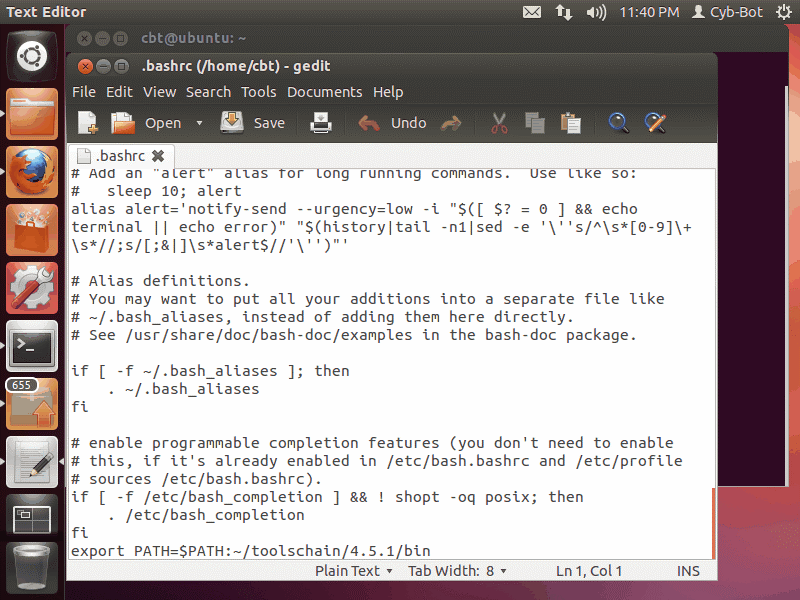 Text Editor
11:40 PM
Cyb-Bot
cbt@ubuntu: ~
.bashrc (/home/cbt) - gedit
File Edit View Search Tools Documents Help
Open Save Undo
.bashrc
# Add an "alert" alias for long running commands.  Use like so:
#   sleep 10; alert
alias alert='notify-send --urgency=low -i "$([ $? = 0 ] && echo
terminal || echo error)" "$(history|tail -n1|sed -e '\''s/^\s*[0-9]\+
\s*//;s/[;&|]\s*alert$//'\'')"'
# Alias definitions.
# You may want to put all your additions into a separate file like
# ~/.bash_aliases, instead of adding them here directly.
# See /usr/share/doc/bash-doc/examples in the bash-doc package.
if [ -f ~/.bash_aliases ]; then
    . ~/.bash_aliases
fi
# enable programmable completion features (you don't need to enable
# this, if it's already enabled in /etc/bash.bashrc and /etc/profile
# sources /etc/bash.bashrc).
if [ -f /etc/bash_completion ] && ! shopt -oq posix; then
    . /etc/bash_completion
fi
export PATH=$PATH:~/toolschain/4.5.1/bin
655
Plain Text Tab Width: 8 Ln 1, Col 1 INS